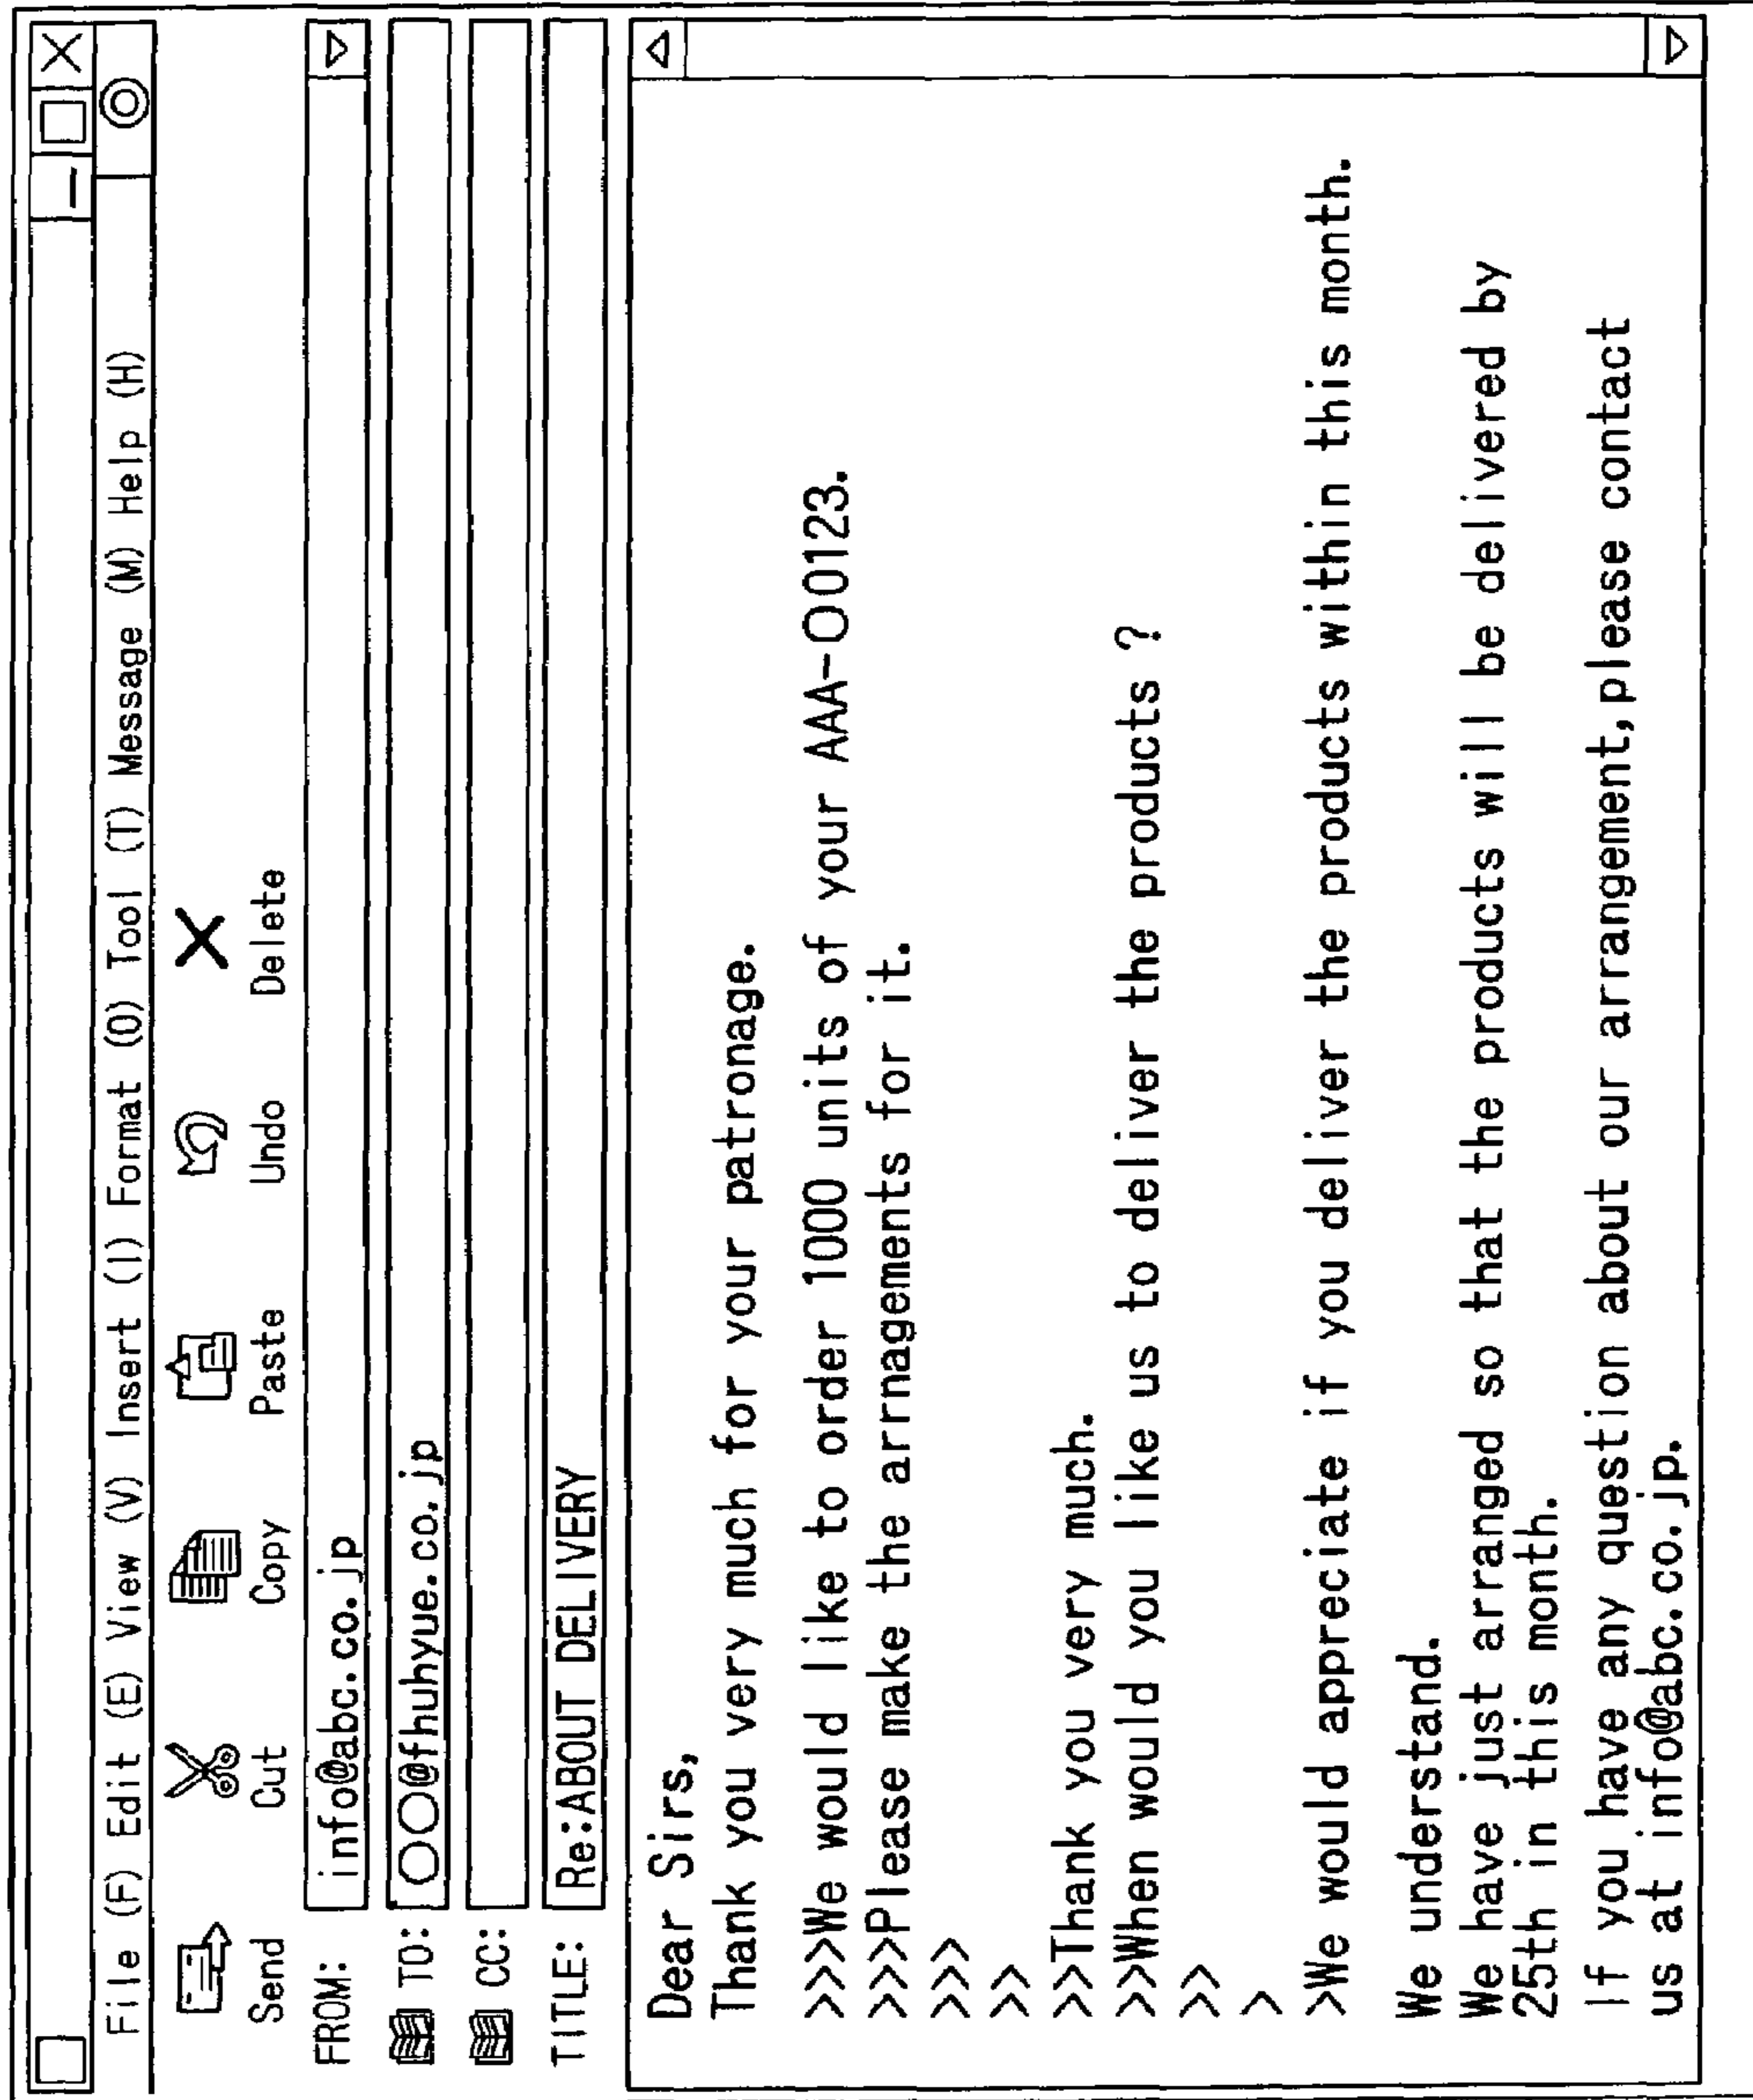 File (F) Edit (E) View (V) Insert (I) Format (O) Tool (T) Message (M) Help (H)
Send Cut Copy Paste Undo Delete
FROM: info@abc.co.jp
TO: ○○@fhuhyue.co.jp
CC:
TITLE: Re:ABOUT DELIVERY
Dear Sirs,
Thank you very much for your patronage.
>>>We would like to order 1000 units of your AAA-00123.
>>>Please make the arrnagements for it.
>>>
>>
>>Thank you very much.
>>When would you like us to deliver the products ?
>>
>
>We would appreciate if you deliver the products within this month.
We understand.
We have just arranged so that the products will be delivered by
25th in this month.
If you have any question about our arrangement,please contact
us at info@abc.co.jp.